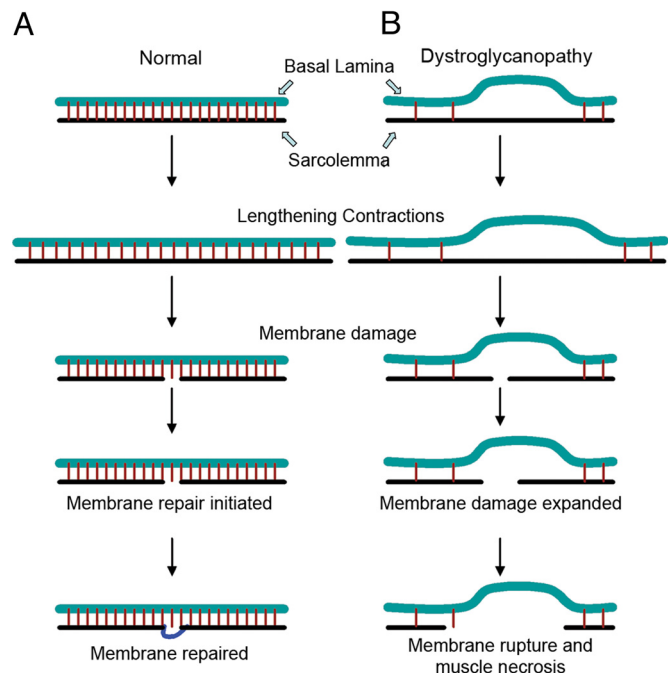 A
B
Normal
Dystroglycanopathy
Basal Lamina
Sarcolemma
Lengthening Contractions
Membrane damage
Membrane repair initiated
Membrane damage expanded
Membrane repaired
Membrane rupture and
muscle necrosis